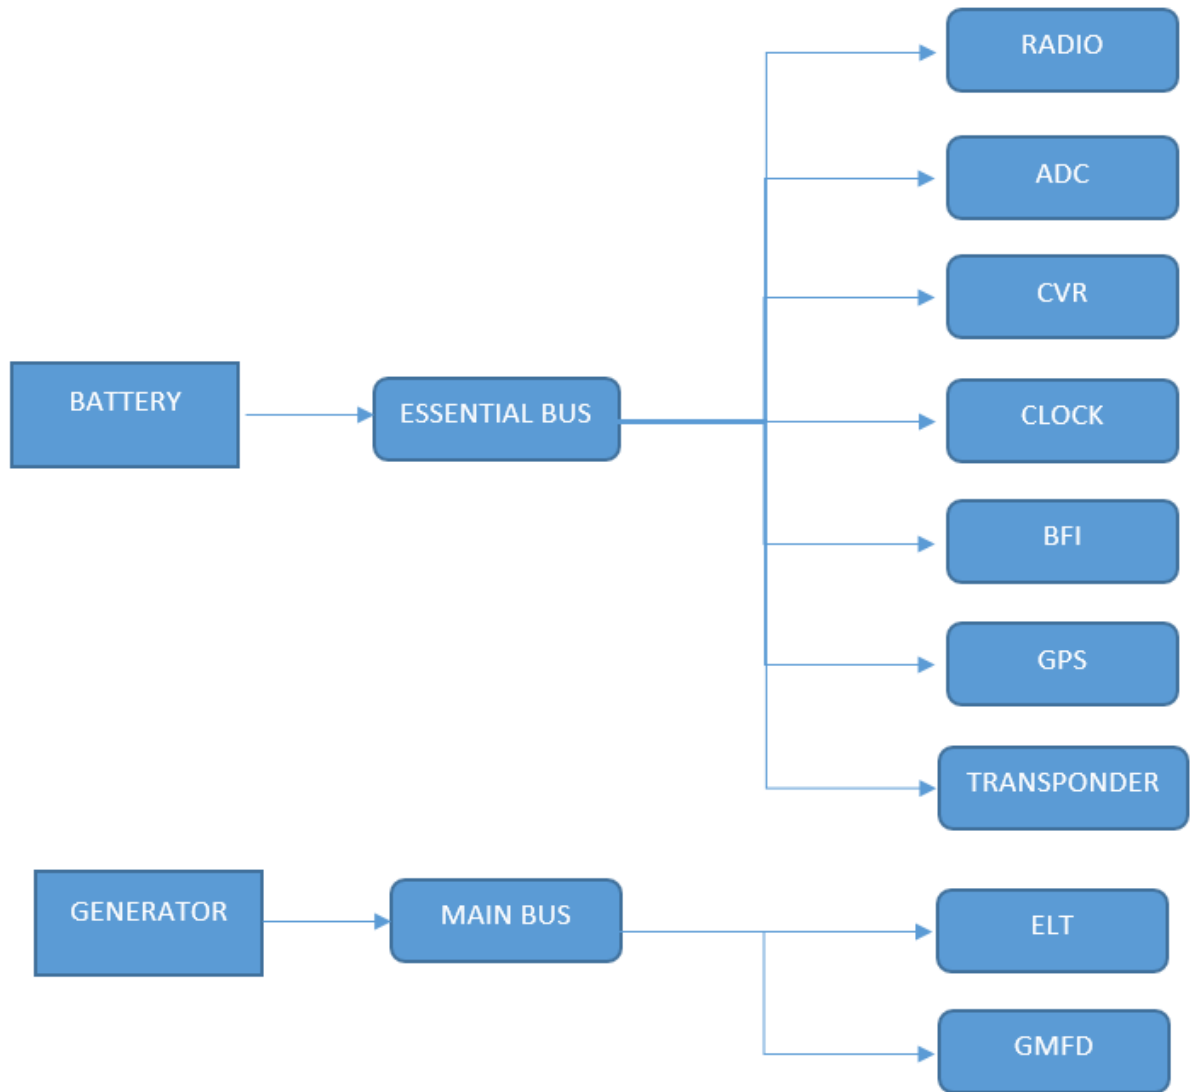 RADIO
ADC
CVR
BATTERY
ESSENTIAL BUS
CLOCK
BFI
GPS
TRANSPONDER
GENERATOR
MAIN BUS
ELT
GMFD